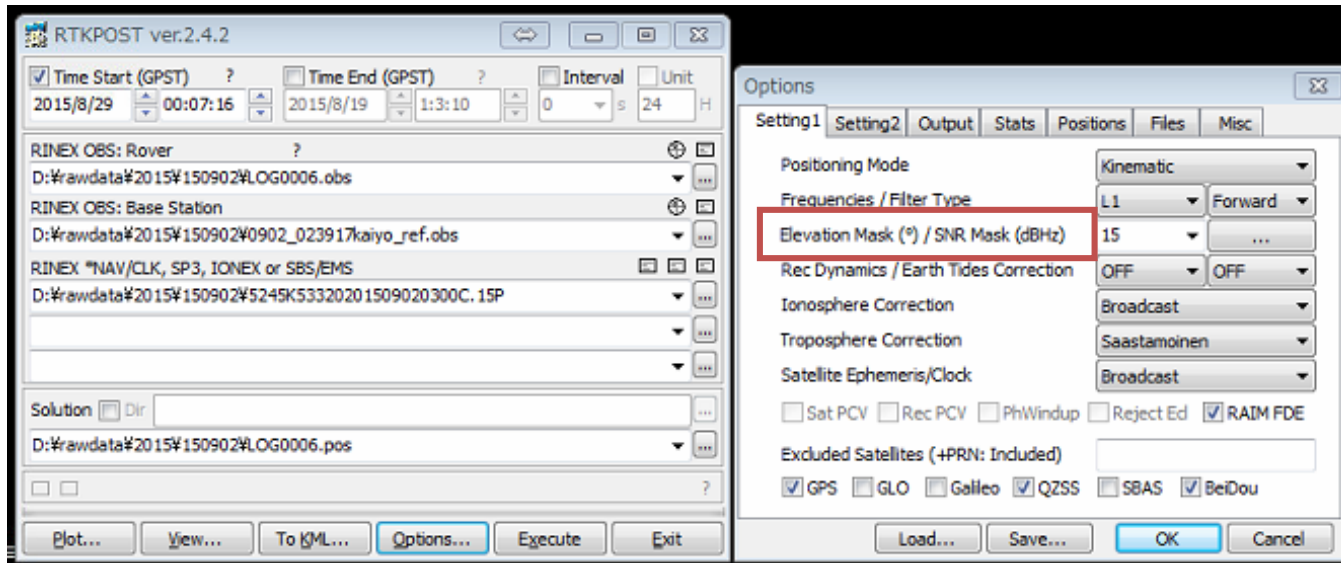 RTKPOST ver.2.4.2
Time Start (GPST) ? Time End (GPST) ? Interval Unit
2015/8/29 00:07:16 2015/8/19 1:3:10 0 s 24 H
RINEX OBS: Rover ?
D:¥rawdata¥2015¥150902¥LOG0006.obs
...
RINEX OBS: Base Station
D:¥rawdata¥2015¥150902¥0902_023917kaiyo_ref.obs
...
RINEX *NAV/CLK, SP3, IONEX or SBS/EMS
D:¥rawdata¥2015¥150902¥5245K53320201509020300C.15P
...
...
...
Solution Dir
...
D:¥rawdata¥2015¥150902¥LOG0006.pos
...
?
Plot... View... To KML... Options... Execute Exit
Options
Setting1 Setting2 Output Stats Positions Files Misc
Positioning Mode Kinematic
Frequencies / Filter Type L1 Forward
Elevation Mask (°) / SNR Mask (dBHz) 15 ...
Rec Dynamics / Earth Tides Correction OFF OFF
Ionosphere Correction Broadcast
Troposphere Correction Saastamoinen
Satellite Ephemeris/Clock Broadcast
Sat PCV Rec PCV PhWindup Reject Ed RAIM FDE
Excluded Satellites (+PRN: Included)
GPS GLO Galileo QZSS SBAS BeiDou
Load... Save... OK Cancel